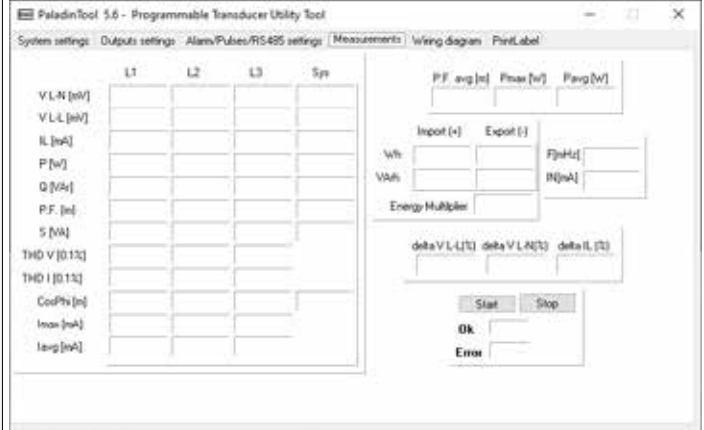 PaladinTool 5.6 - Programmable Transducer Utility Tool
System settings Outputs settings Alarm/Pulses/RS485 settings Measurements Wiring diagram PrintLabel
L1 L2 L3 Sys
V L-N [mV]
V L-L [mV]
IL [mA]
P [W]
Q [VAr]
P.F. [m]
S [VA]
THD V [0.1%]
THD I [0.1%]
CosPhi [m]
Imax [mA]
Iavg [mA]
P.F. avg [m] Pmax [W] Pavg [W]
Import (+) Export (-)
Wh
VArh
Energy Multiplier
F[mHz]
IN[mA]
delta V L-L[%] delta V L-N[%] delta IL [%]
Start Stop
Ok
Error